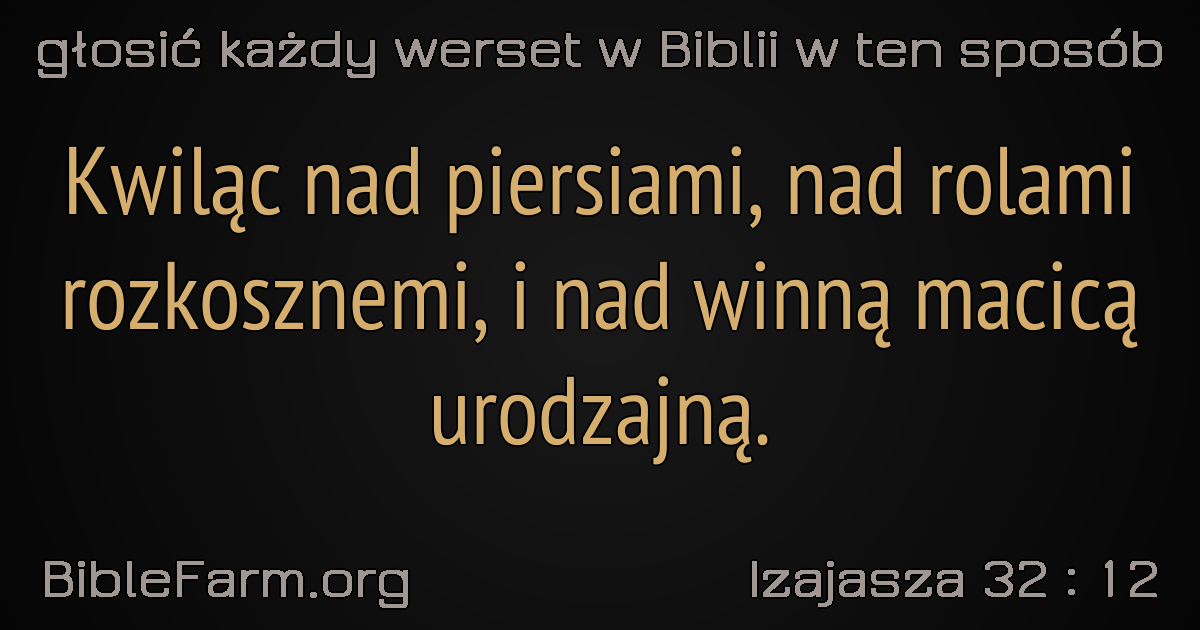 głosić każdy werset w Biblii w ten sposób
Kwiląc nad piersiami, nad rolami
rozkosznemi, i nad winną macicą
urodzajną.
BibleFarm.org
Izajasza 32 : 12